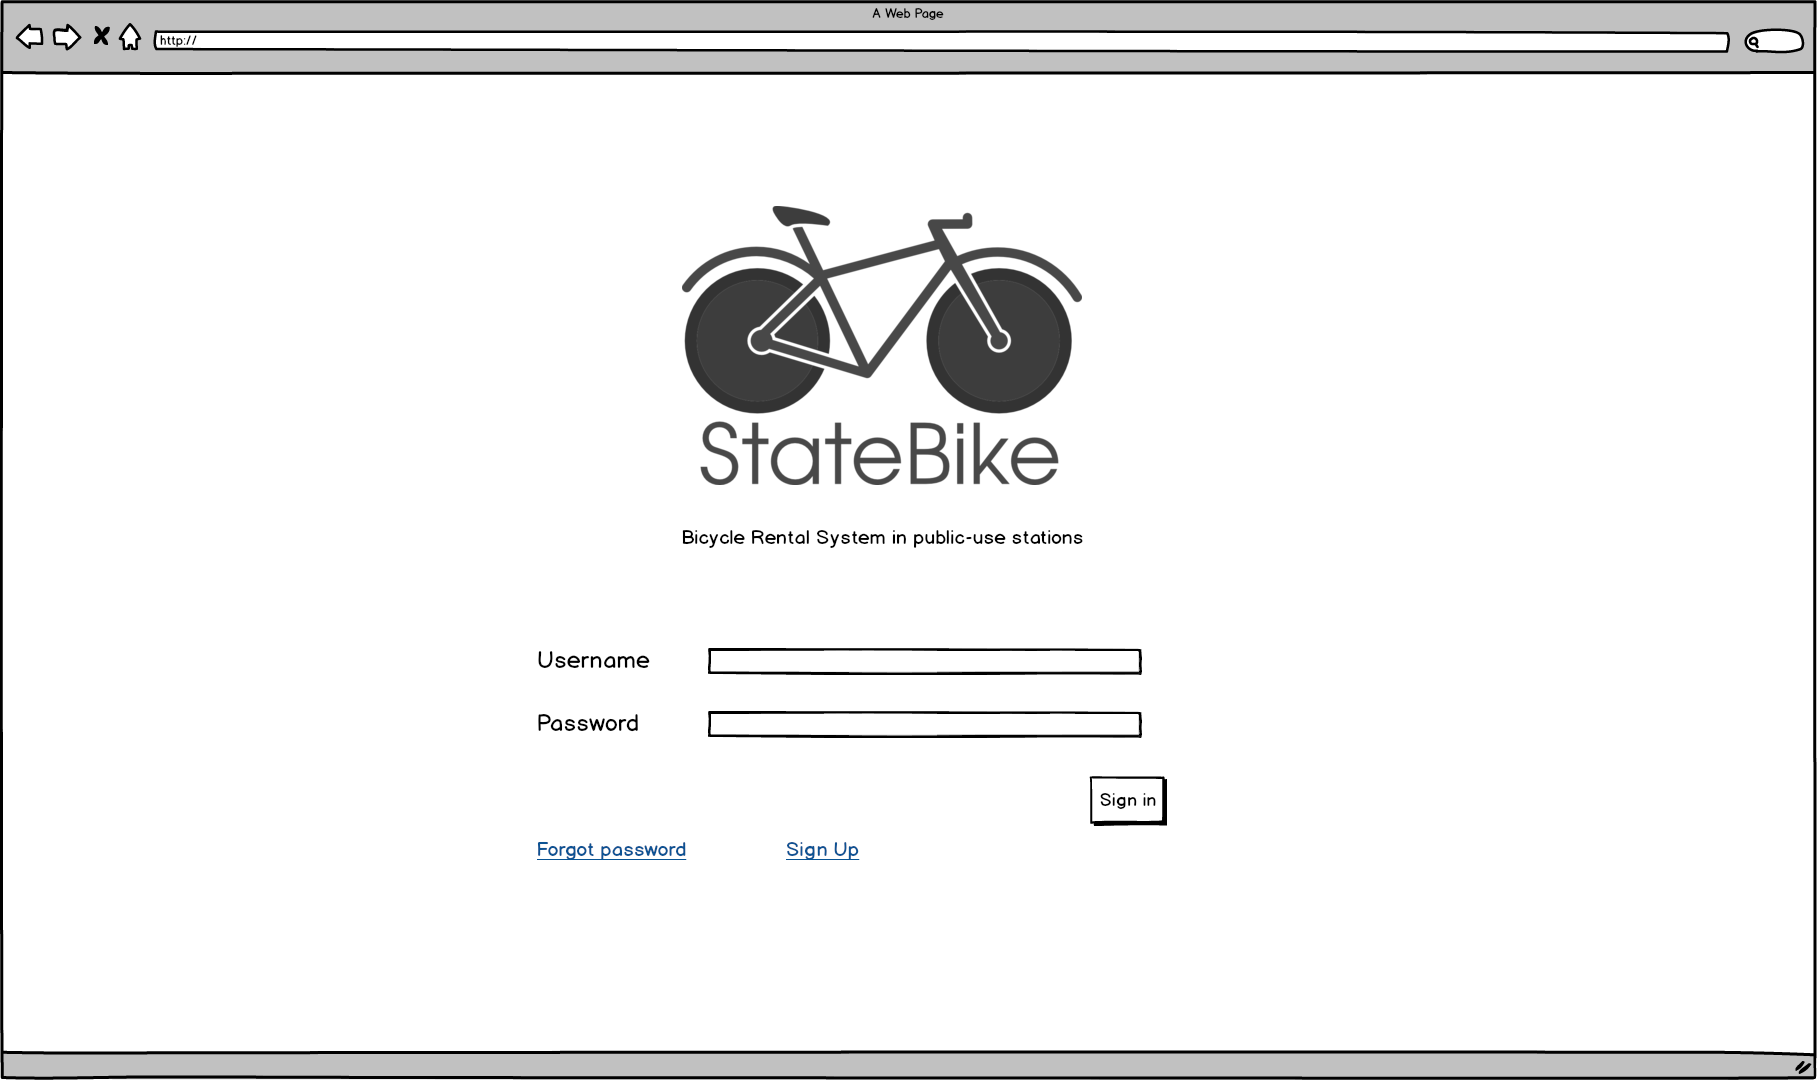 A Web Page
http://
StateBike
Bicycle Rental System in public-use stations
Username
Password
Sign in
Forgot password
Sign Up